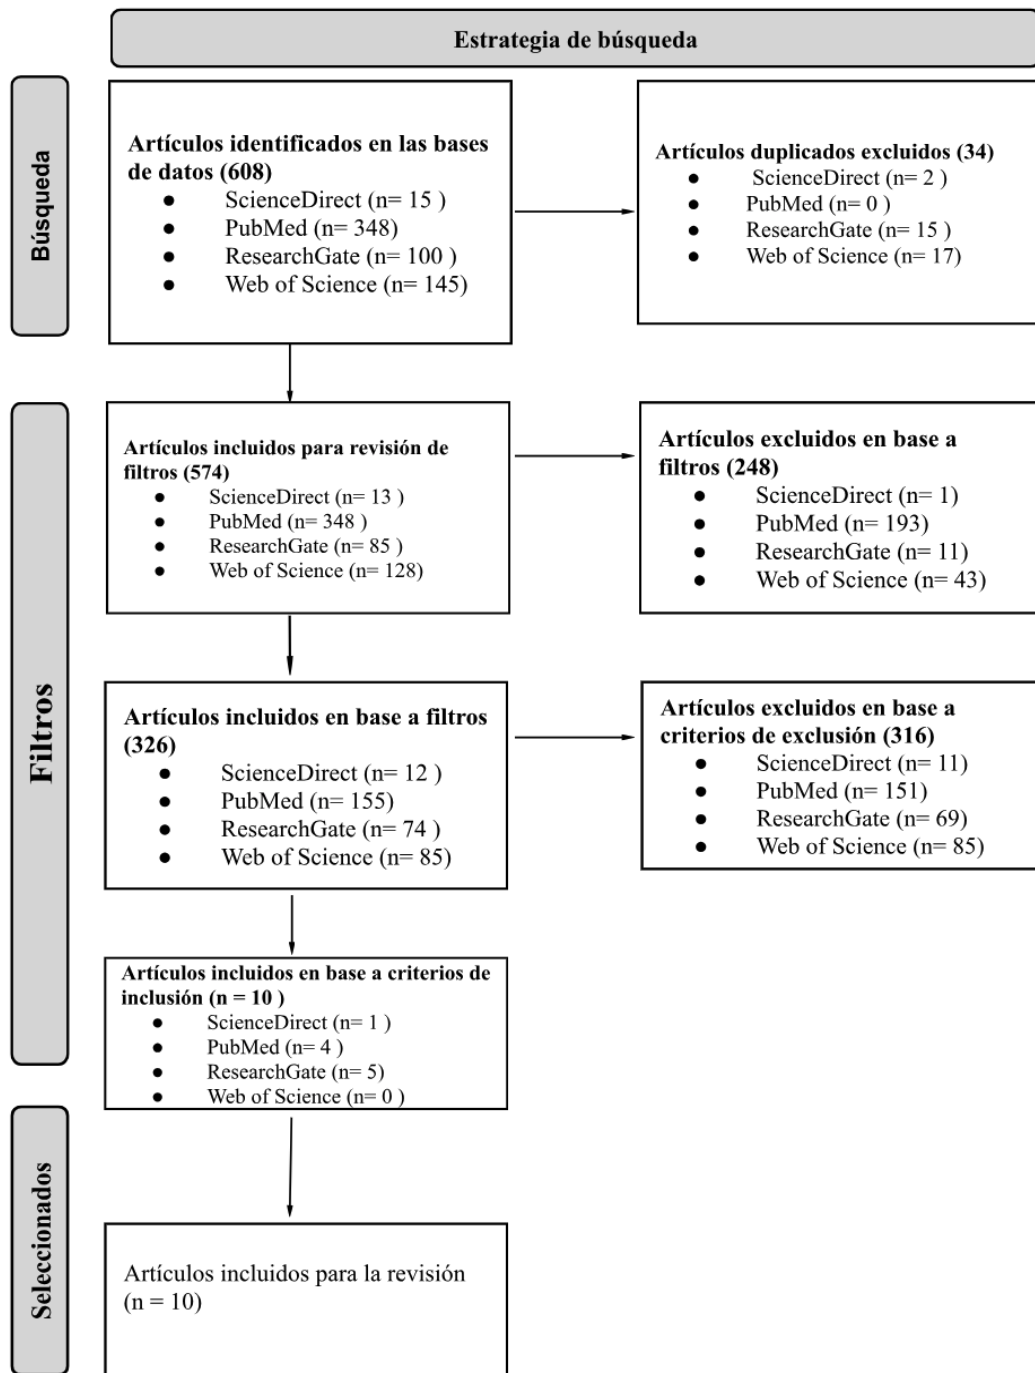 Estrategia de búsqueda
Búsqueda
Artículos identificados en las bases
de datos (608)
● ScienceDirect (n= 15 )
● PubMed (n= 348)
● ResearchGate (n= 100 )
● Web of Science (n= 145)
Artículos duplicados excluidos (34)
● ScienceDirect (n= 2 )
● PubMed (n= 0 )
● ResearchGate (n= 15 )
● Web of Science (n= 17)
Filtros
Artículos incluidos para revisión de
filtros (574)
● ScienceDirect (n= 13 )
● PubMed (n= 348 )
● ResearchGate (n= 85 )
● Web of Science (n= 128)
Artículos excluidos en base a
filtros (248)
● ScienceDirect (n= 1)
● PubMed (n= 193)
● ResearchGate (n= 11)
● Web of Science (n= 43)
Artículos incluidos en base a filtros
(326)
● ScienceDirect (n= 12 )
● PubMed (n= 155)
● ResearchGate (n= 74 )
● Web of Science (n= 85)
Artículos excluidos en base a
criterios de exclusión (316)
● ScienceDirect (n= 11)
● PubMed (n= 151)
● ResearchGate (n= 69)
● Web of Science (n= 85)
Artículos incluidos en base a criterios de
inclusión (n = 10 )
● ScienceDirect (n= 1 )
● PubMed (n= 4 )
● ResearchGate (n= 5)
● Web of Science (n= 0 )
Seleccionados
Artículos incluidos para la revisión
(n = 10)